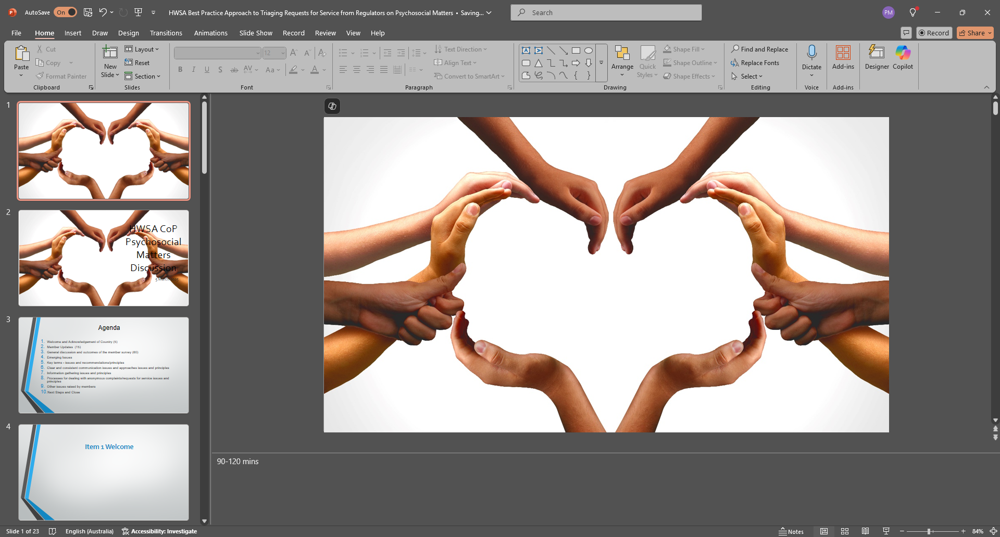 AutoSave On
HWSA Best Practice Approach to Triaging Requests for Service from Regulators on Psychosocial Matters • Saving...
Search
PM
File Home Insert Draw Design Transitions Animations Slide Show Record Review View Help
Record Share
Paste
Cut
Copy
Format Painter
Clipboard
New Slide
Layout
Reset
Section
Slides
12
Font
Text Direction
Align Text
Convert to SmartArt
Paragraph
Arrange
Quick Styles
Shape Fill
Shape Outline
Shape Effects
Drawing
Find and Replace
Replace Fonts
Select
Editing
Dictate
Voice
Add-ins
Add-ins
Designer
Copilot
1
2
HWSA CoP
Psychosocial
Matters
Discussion
5 March
3
Agenda
1. Welcome and Acknowledgement of Country (5)
2. Member Updates (15)
3. General discussion and outcomes of the member survey (60)
4. Emerging Issues
5. Key terms - issues and recommendations/principles
6. Clear and consistent communication issues and approaches issues and principles
7. Information gathering issues and principles
8. Processes for dealing with anonymous complaints/requests for service issues and
principles
9. Other issues raised by members
10. Next Steps and Close
4
Item 1 Welcome
90-120 mins
Slide 1 of 23 English (Australia) Accessibility: Investigate
Notes 84%